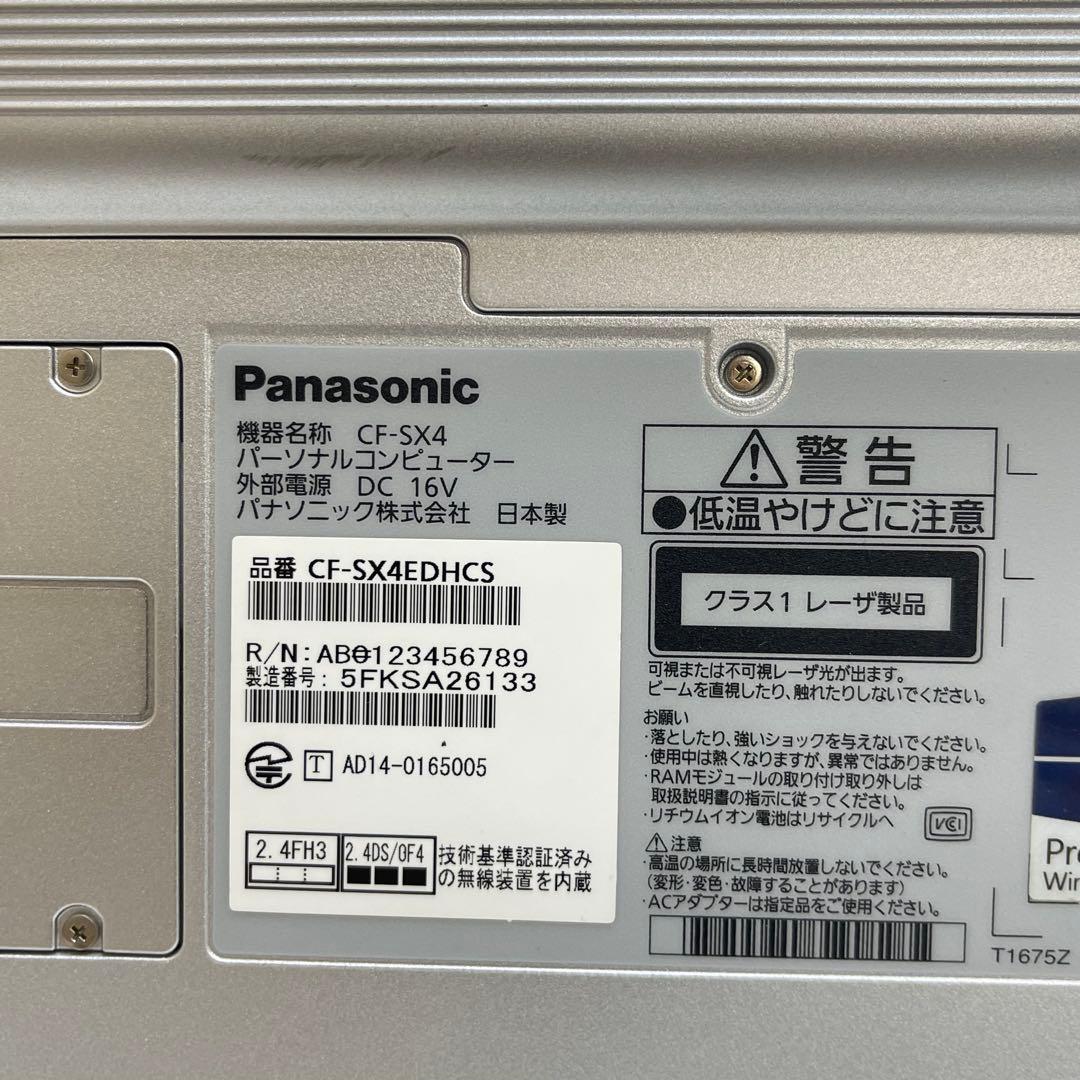 Panasonic
機器名称 CF-SX4
パーソナルコンピューター
外部電源 DC 16V
パナソニック株式会社 日本製
品番 CF-SX4EDHCS
R/N:AB0123456789
製造番号: 5FKSA26133
T AD14-0165005
2.4FH3
2.4DS/OF4
技術基準認証済み
の無線装置を内蔵
警告
●低温やけどに注意
クラス1 レーザ製品
可視または不可視レーザ光が出ます。
ビームを直視したり、触れたりしないでください。
お願い
・落としたり、強いショックを与えないでください。
・使用中は熱くなりますが、異常ではありません。
・RAMモジュールの取り付け取り外しは
取扱説明書の指示に従ってください。
・リチウムイオン電池はリサイクルへ
VCI
注意
・高温の場所に長時間放置しないでください。
(変形・変色・故障することがあります)
・ACアダプターは指定品をご使用ください。
T1675Z
Pr
Win